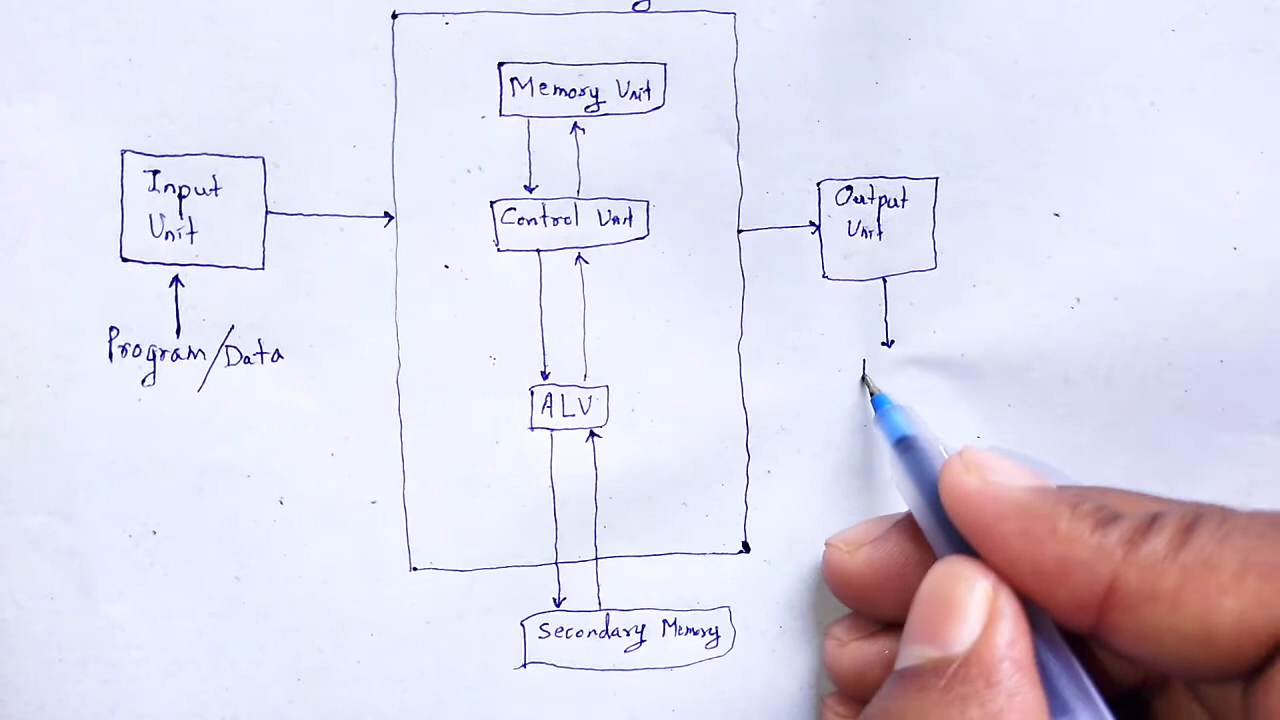 Memory Unit
Input
Unit
Control Unit
Output
Unit
Program/Data
ALU
Secondary Memory